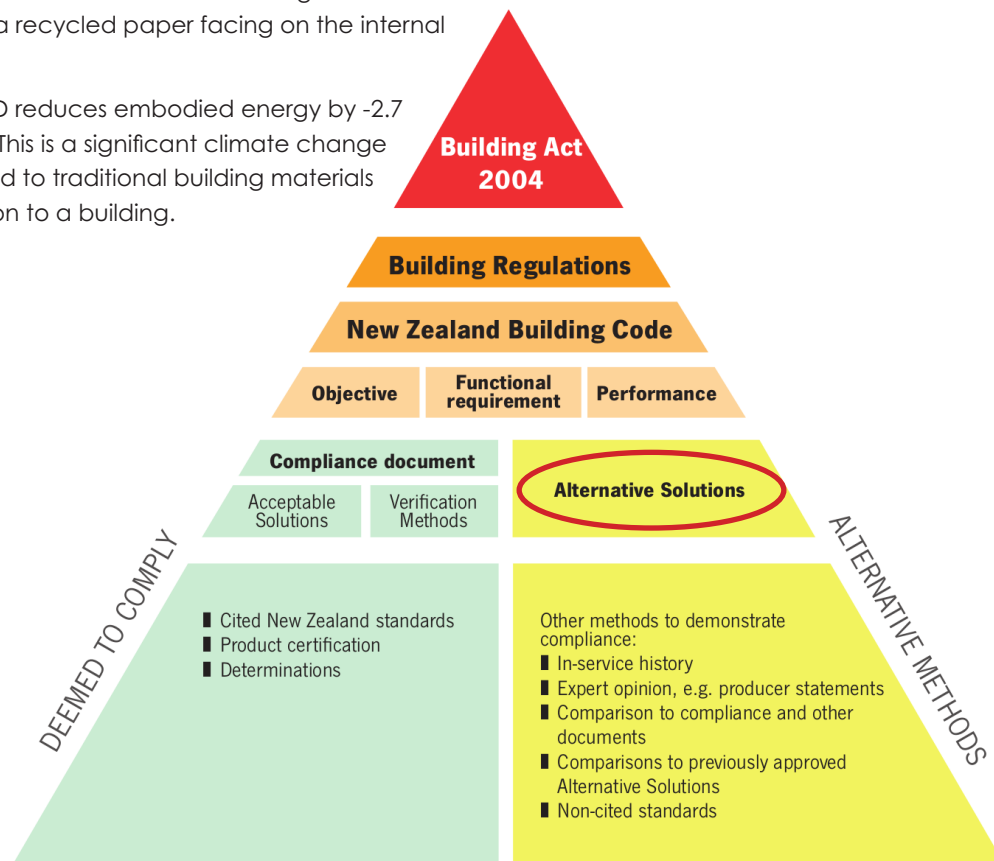 a recycled paper facing on the internal
reduces embodied energy by -2.7
This is a significant climate change
to traditional building materials
to a building.
Building Act
2004
Building Regulations
New Zealand Building Code
Objective
Functional
requirement
Performance
Compliance document
Acceptable
Solutions
Verification
Methods
Alternative Solutions
DEEMED TO COMPLY
ALTERNATIVE METHODS
▮ Cited New Zealand standards
▮ Product certification
▮ Determinations
Other methods to demonstrate
compliance:
▮ In-service history
▮ Expert opinion, e.g. producer statements
▮ Comparison to compliance and other
documents
▮ Comparisons to previously approved
Alternative Solutions
▮ Non-cited standards